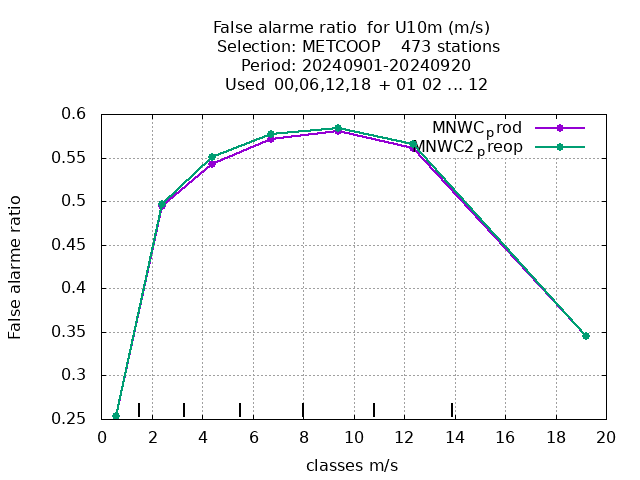 False alarme ratio  for U10m (m/s)
Selection: METCOOP    473 stations
Period: 20240901-20240920
Used  00,06,12,18 + 01 02 ... 12
MNWC_prod
MNWC2_preop
0.6
0.55
0.5
0.45
0.4
0.35
0.3
0.25
False alarme ratio
0 2 4 6 8 10 12 14 16 18 20
classes m/s